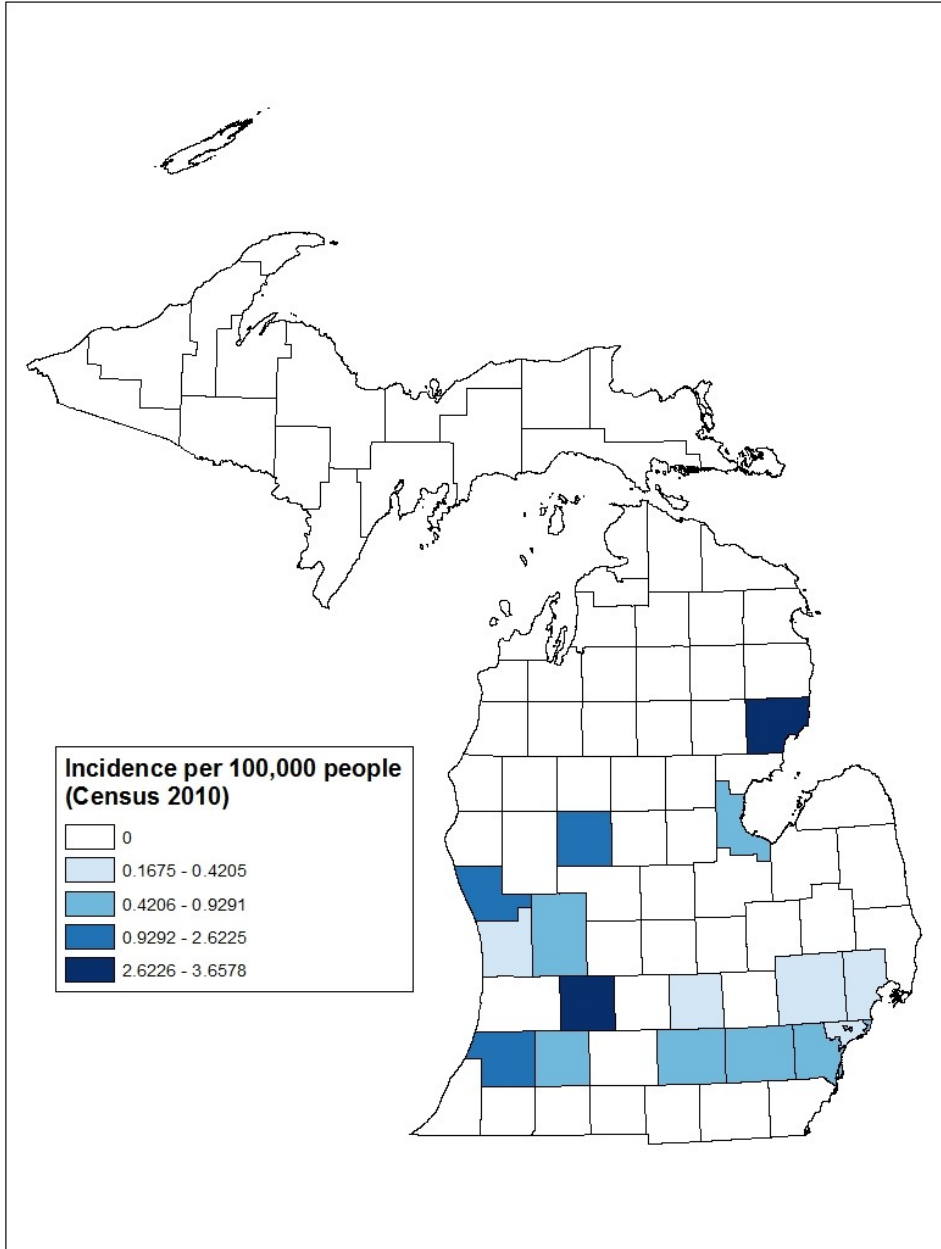 Incidence per 100,000 people
(Census 2010)
0
0.1675 - 0.4205
0.4206 - 0.9291
0.9292 - 2.6225
2.6226 - 3.6578